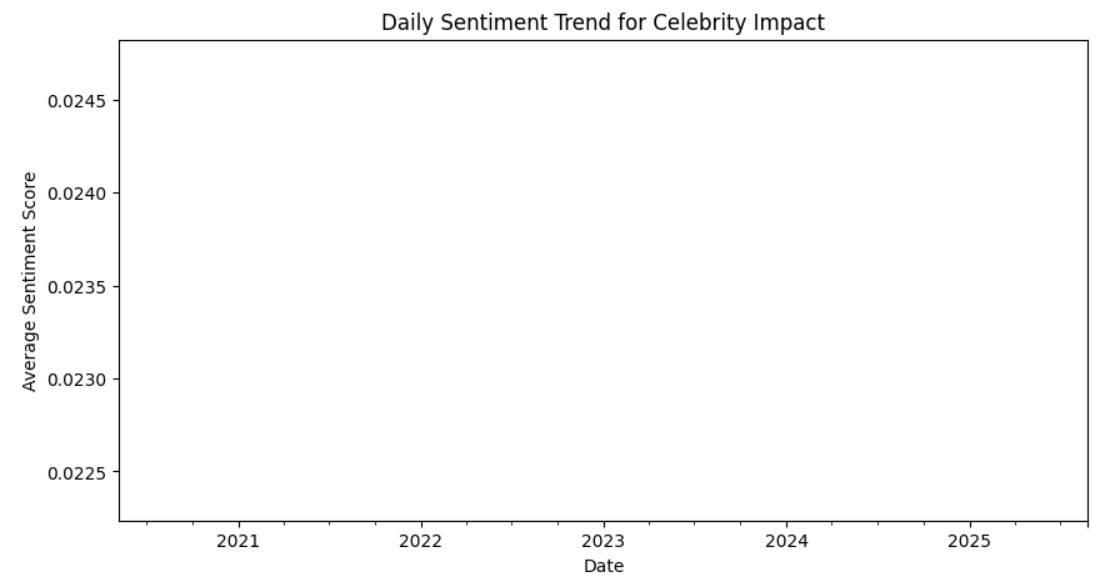 Daily Sentiment Trend for Celebrity Impact
Average Sentiment Score
0.0245
0.0240
0.0235
0.0230
0.0225
2021 2022 2023 2024 2025
Date